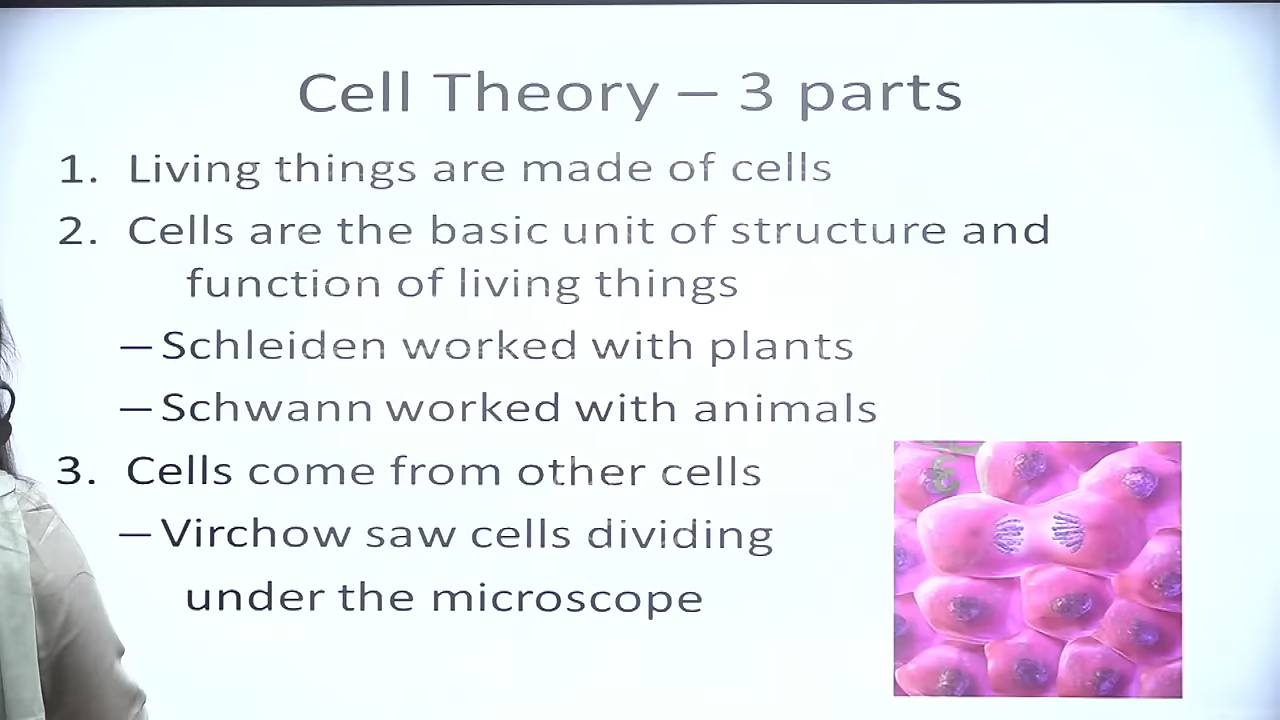 Cell Theory – 3 parts
1. Living things are made of cells
2. Cells are the basic unit of structure and
function of living things
– Schleiden worked with plants
– Schwann worked with animals
3. Cells come from other cells
– Virchow saw cells dividing
under the microscope
6